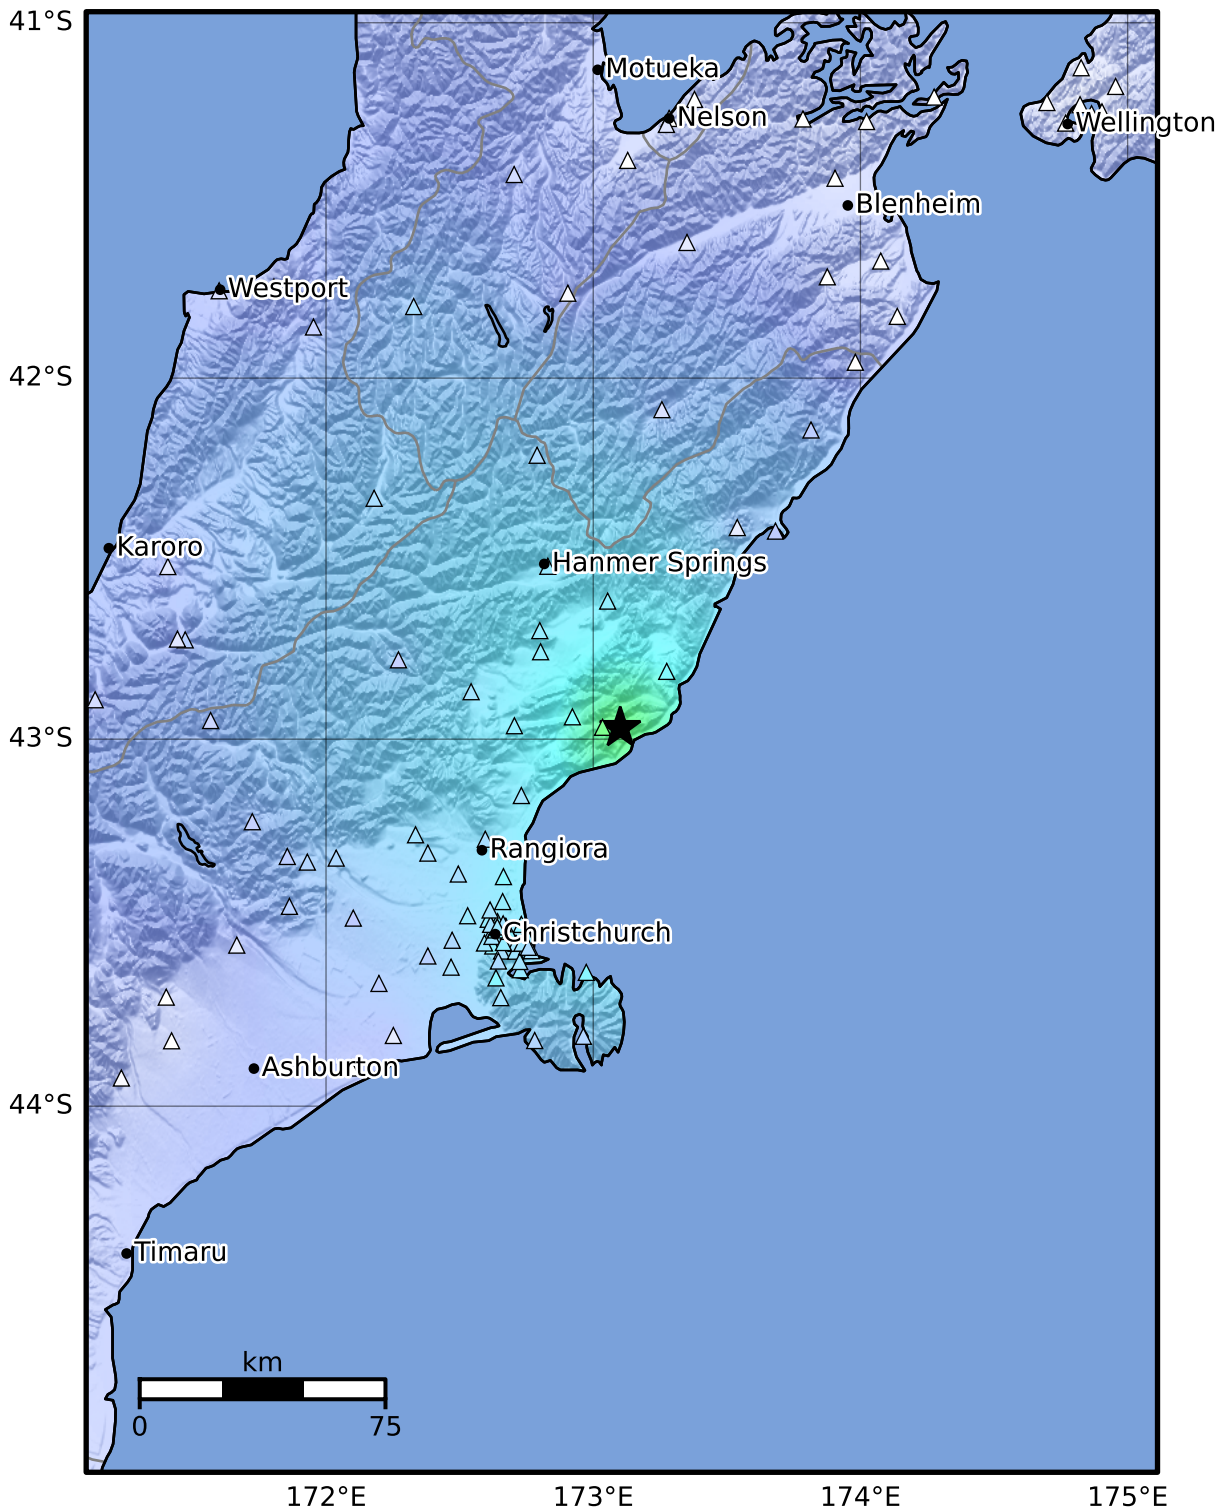 41°S
Motueka
Nelson
Wellington
Blenheim
Westport
42°S
Karoro
Hanmer Springs
43°S
Rangiora
Christchurch
Ashburton
44°S
Timaru
km
0 75
172°E 173°E 174°E 175°E